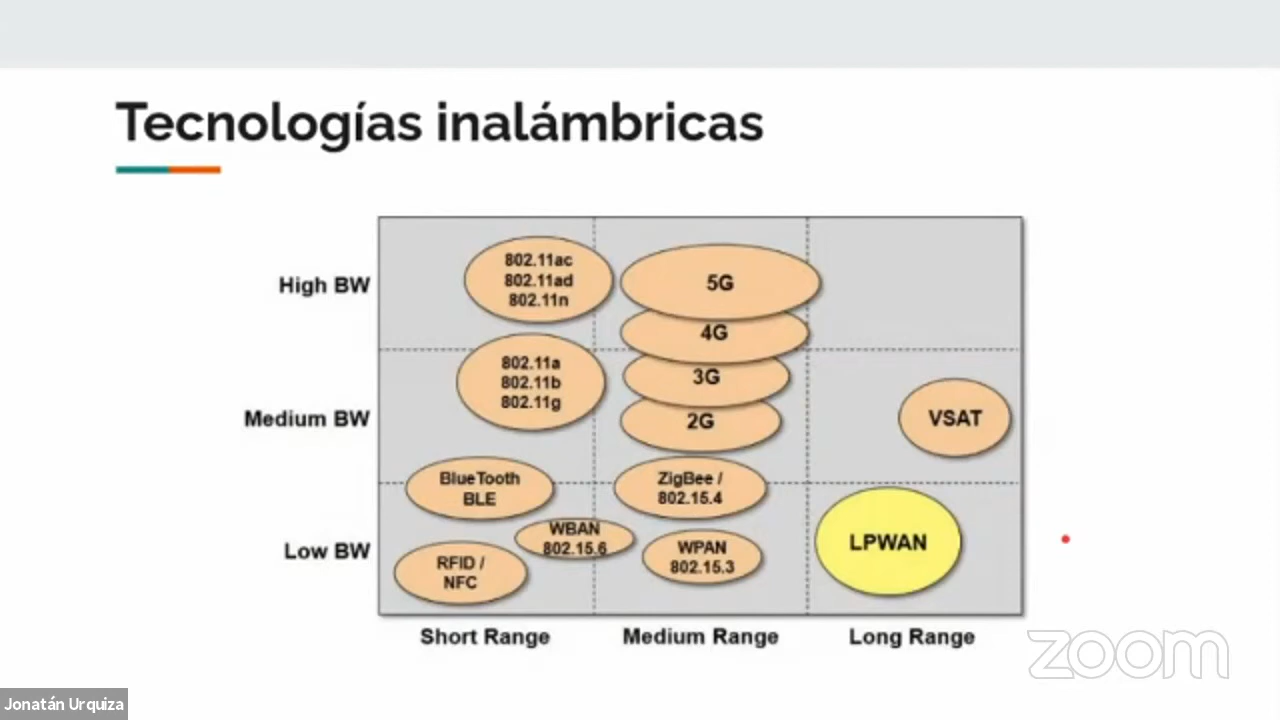 Tecnologías inalámbricas
High BW
802.11ac
802.11ad
802.11n
5G
4G
Medium BW
802.11a
802.11b
802.11g
3G
2G
VSAT
BlueTooth
BLE
ZigBee /
802.15.4
Low BW
WBAN
802.15.6
RFID /
NFC
WPAN
802.15.3
LPWAN
Short Range
Medium Range
Long Range
zoom
Jonatán Urquiza